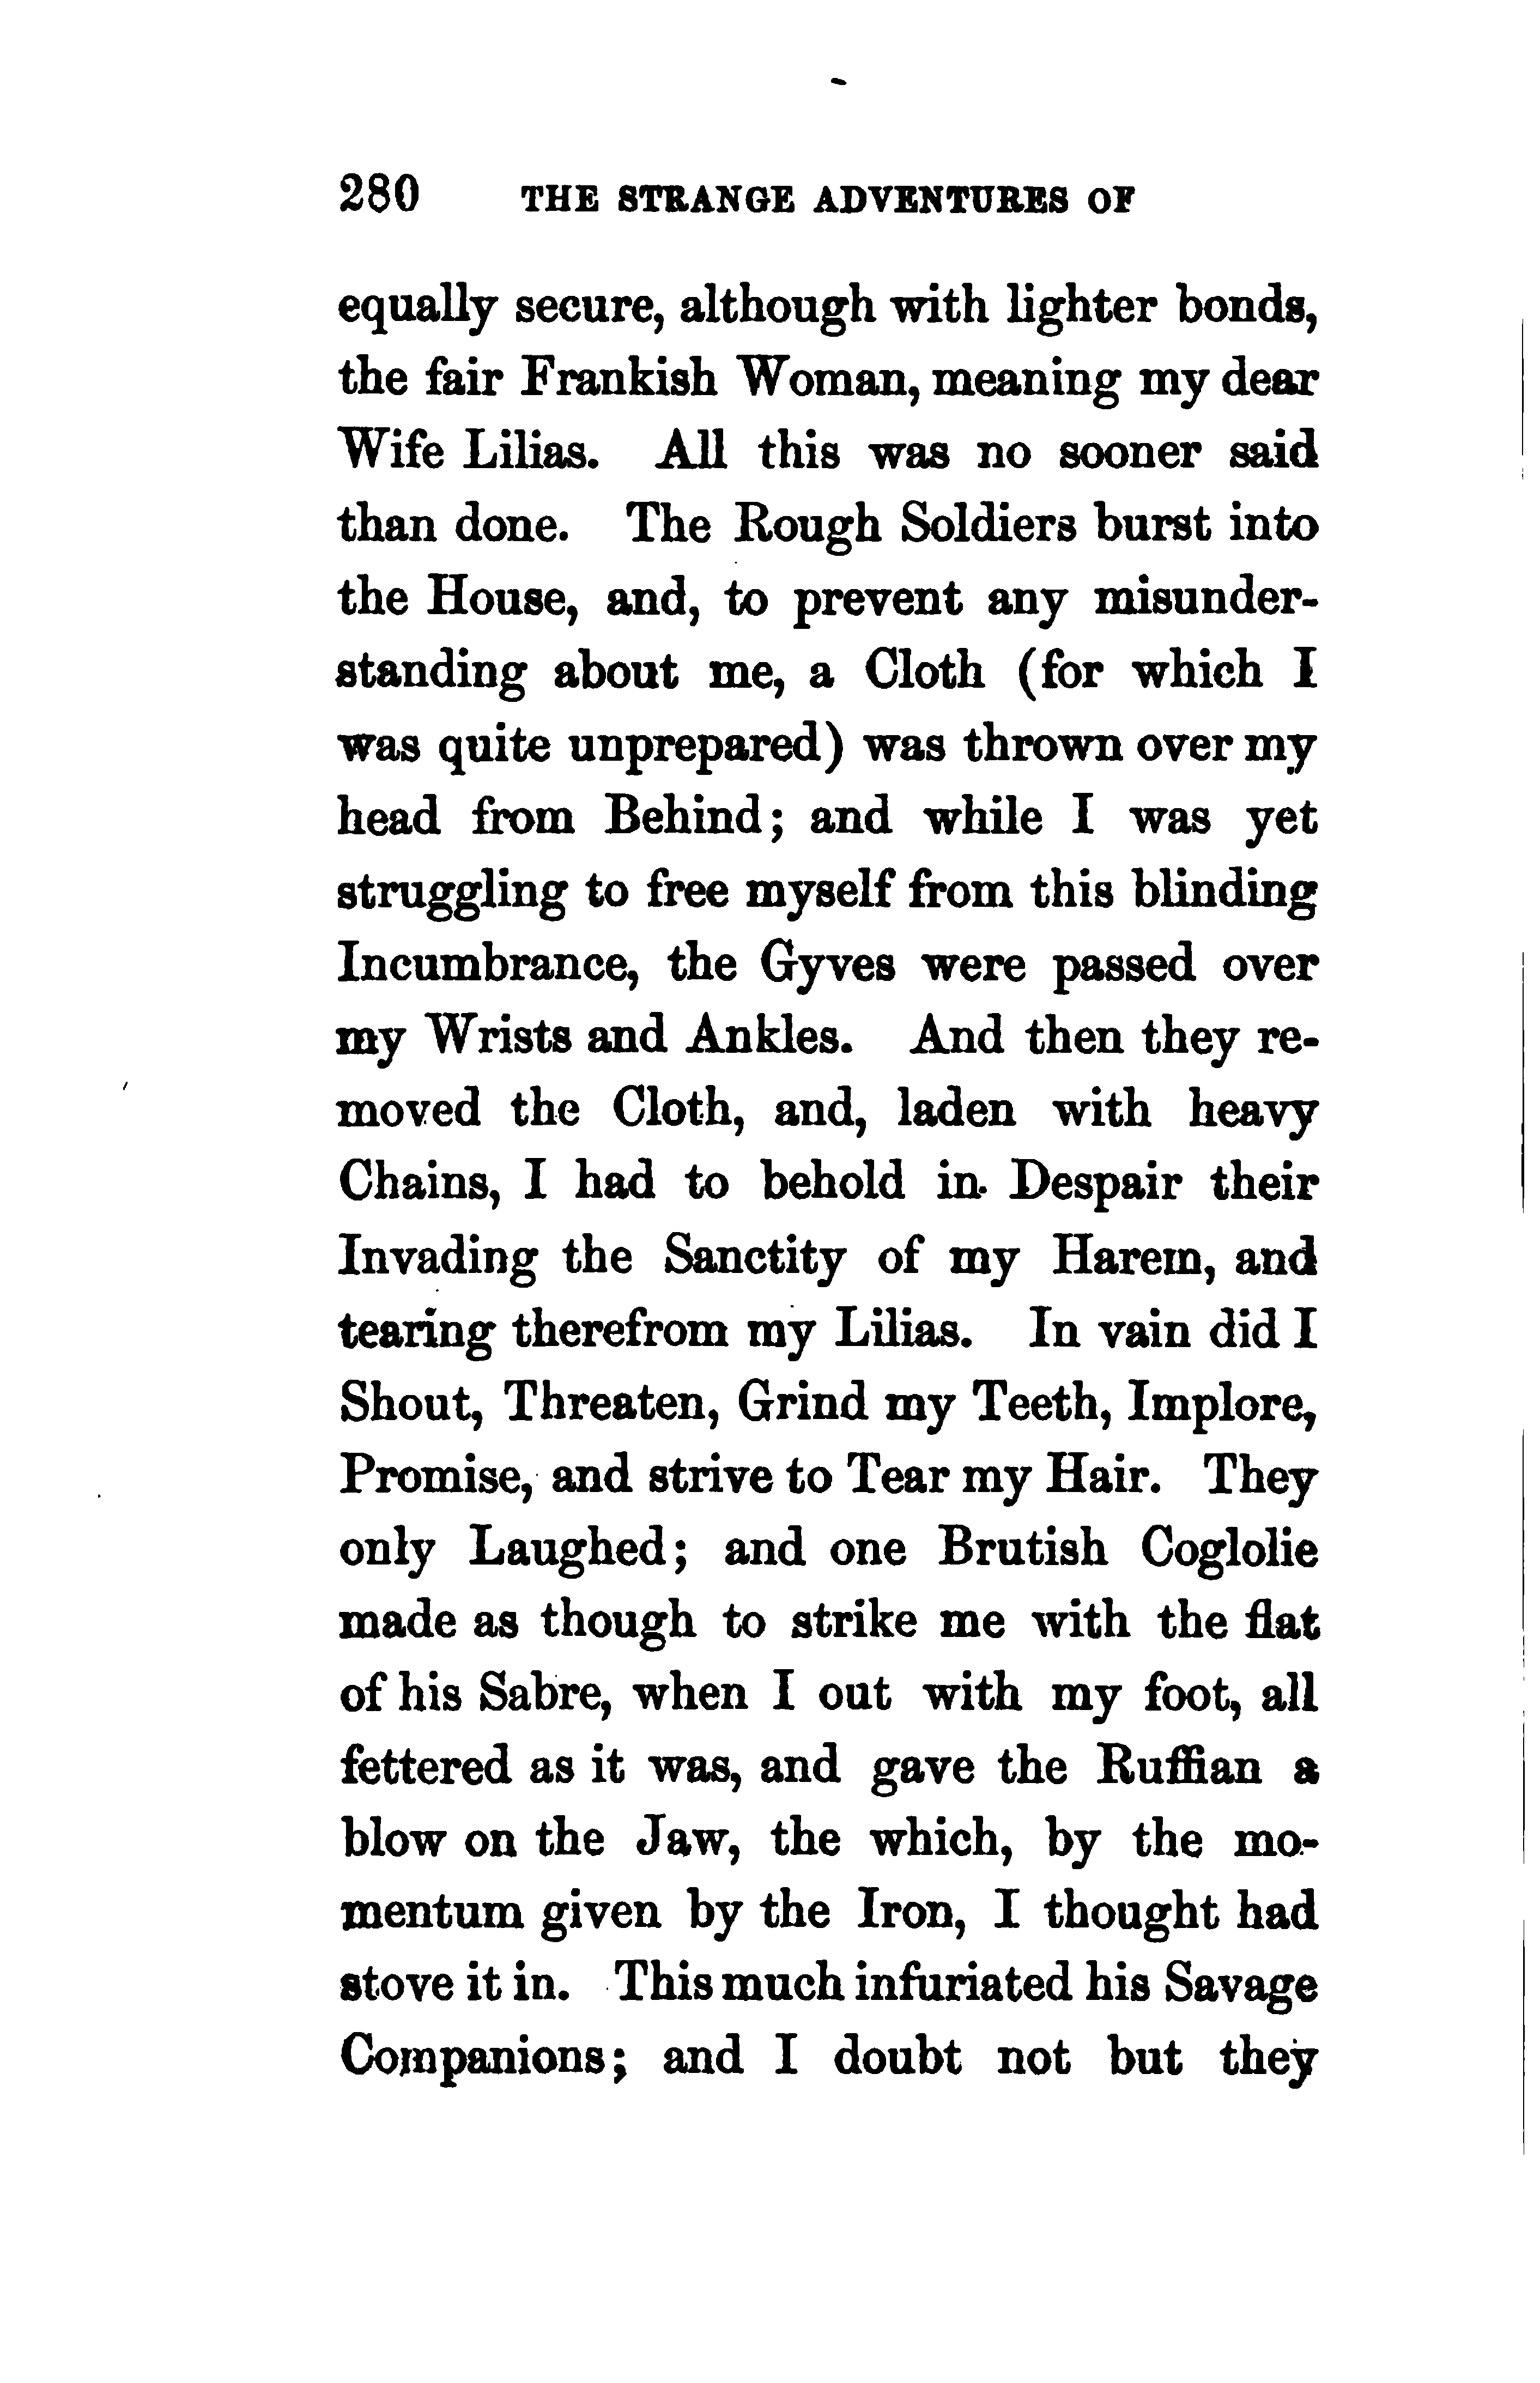 280 THE STRANGE ADVENTURES OF
equally secure, although with lighter bonds,
the fair Frankish Woman, meaning my dear
Wife Lilias. All this was no sooner said
than done. The Rough Soldiers burst into
the House, and, to prevent any misunder-
standing about me, a Cloth (for which I
was quite unprepared) was thrown over my
head from Behind; and while I was yet
struggling to free myself from this blinding
Incumbrance, the Gyves were passed over
my Wrists and Ankles. And then they re-
moved the Cloth, and, laden with heavy
Chains, I had to behold in Despair their
Invading the Sanctity of my Harem, and
tearing therefrom my Lilias. In vain did I
Shout, Threaten, Grind my Teeth, Implore,
Promise, and strive to Tear my Hair. They
only Laughed; and one Brutish Coglolie
made as though to strike me with the flat
of his Sabre, when I out with my foot, all
fettered as it was, and gave the Ruffian a
blow on the Jaw, the which, by the mo-
mentum given by the Iron, I thought had
stove it in. This much infuriated his Savage
Companions; and I doubt not but they